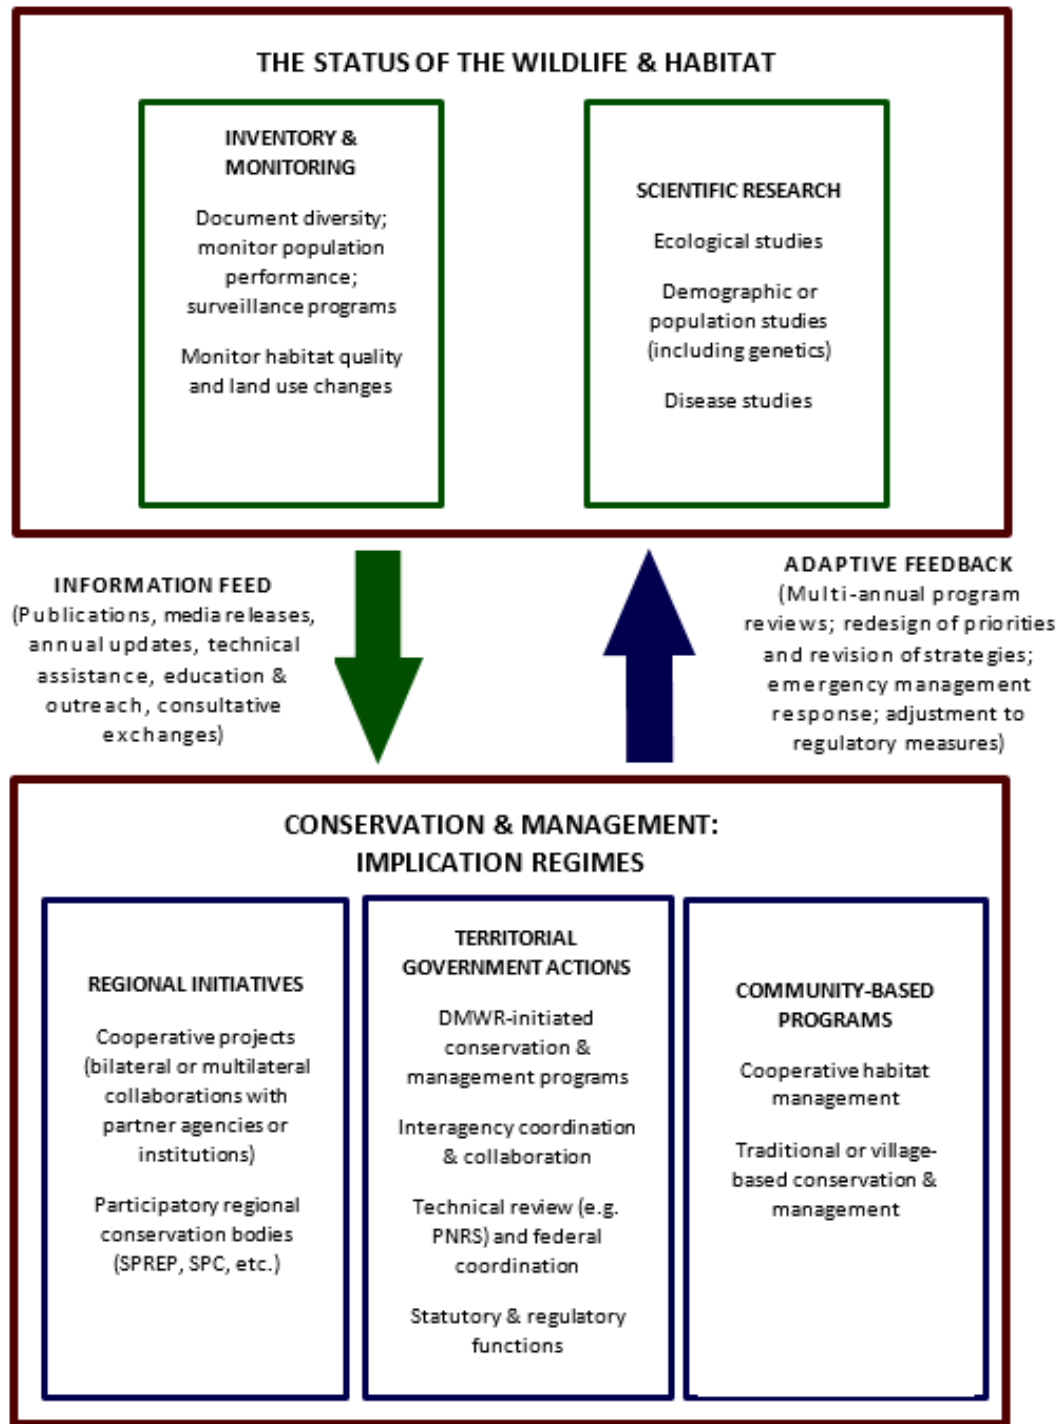 THE STATUS OF THE WILDLIFE & HABITAT
INVENTORY &
MONITORING
Document diversity;
monitor population
performance;
surveillance programs
Monitor habitat quality
and land use changes
SCIENTIFIC RESEARCH
Ecological studies
Demographic or
population studies
(including genetics)
Disease studies
INFORMATION FEED
(Publications, media releases,
annual updates, technical
assistance, education &
outreach, consultative
exchanges)
ADAPTIVE FEEDBACK
(Multi-annual program
reviews; redesign of priorities
and revision of strategies;
emergency management
response; adjustment to
regulatory measures)
CONSERVATION & MANAGEMENT:
IMPLICATION REGIMES
REGIONAL INITIATIVES
Cooperative projects
(bilateral or multilateral
collaborations with
partner agencies or
institutions)
Participatory regional
conservation bodies
(SPREP, SPC, etc.)
TERRITORIAL
GOVERNMENT ACTIONS
DMWR-initiated
conservation &
management programs
Interagency coordination
& collaboration
Technical review (e.g.
PNRS) and federal
coordination
Statutory & regulatory
functions
COMMUNITY-BASED
PROGRAMS
Cooperative habitat
management
Traditional or village-
based conservation &
management